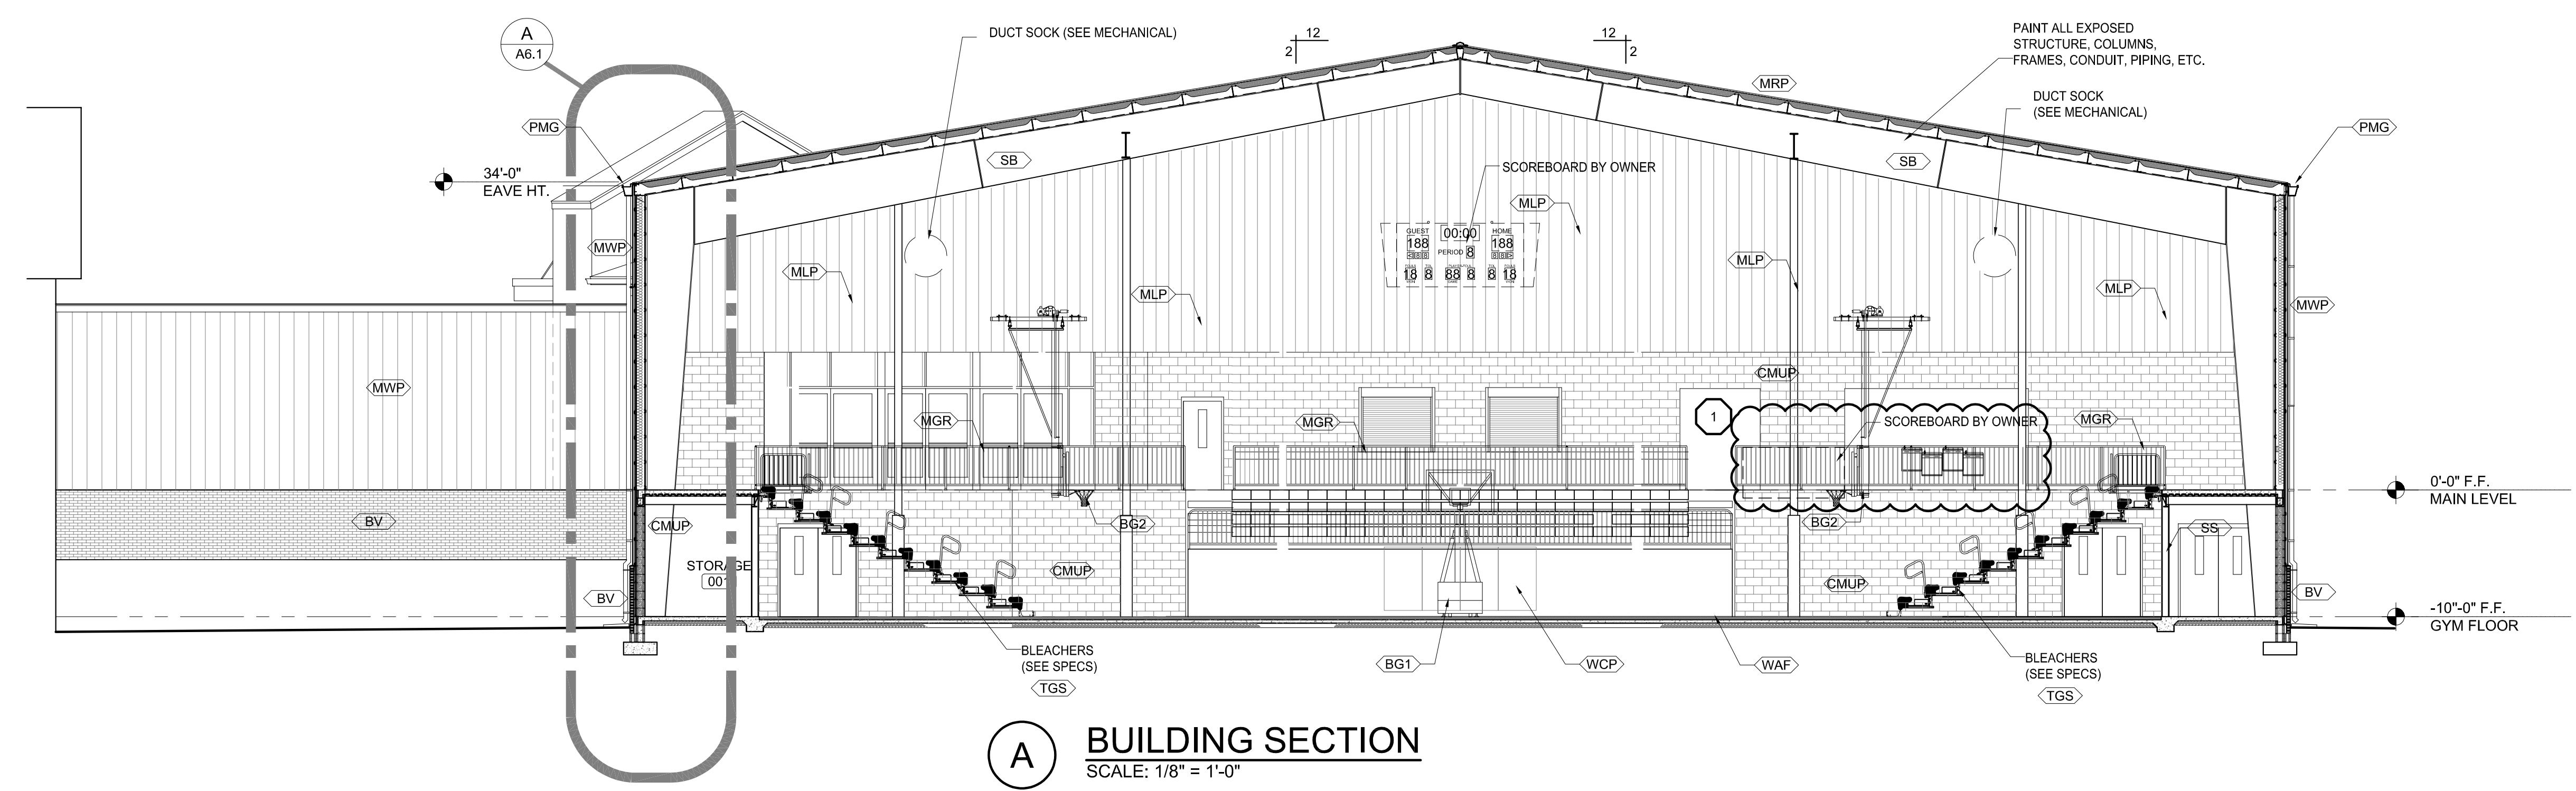 A
A6.1
DUCT SOCK (SEE MECHANICAL)
12
2
12
2
PAINT ALL EXPOSED
STRUCTURE, COLUMNS,
FRAMES, CONDUIT, PIPING, ETC.
MRP
DUCT SOCK
(SEE MECHANICAL)
PMG
PMG
SB
SB
34'-0"
EAVE HT.
SCOREBOARD BY OWNER
MLP
GUEST
00:00
HOME
188
188
PERIOD 8
18 8 88 8 8 18
MWP
MLP
MLP
MLP
MLP
MWP
MWP
CMUP
MGR
MGR
1
SCOREBOARD BY OWNER
MGR
0'-0" F.F.
MAIN LEVEL
BV
CMUP
BG2
BG2
SS
STORAGE
001
CMUP
CMUP
BV
BV
-10"-0" F.F.
GYM FLOOR
BLEACHERS
(SEE SPECS)
TGS
BG1
WCP
WAF
BLEACHERS
(SEE SPECS)
TGS
A
BUILDING SECTION
SCALE: 1/8" = 1'-0"